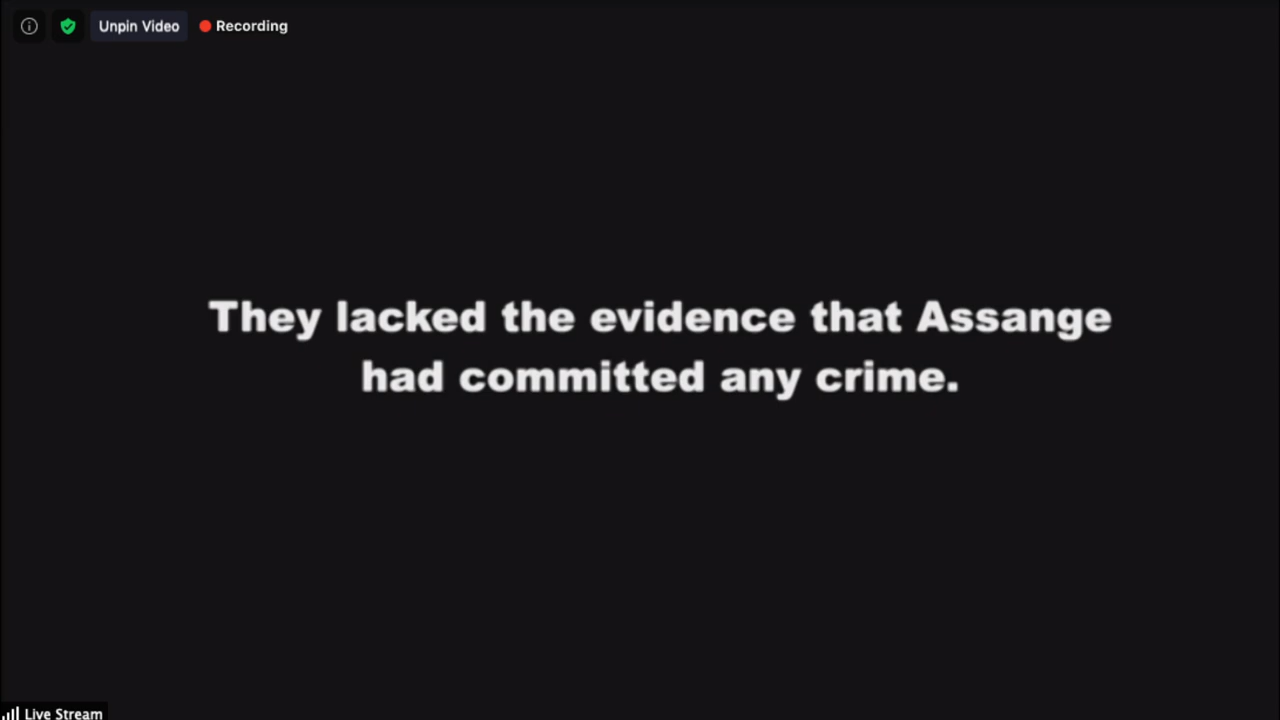 Unpin Video
Recording
They lacked the evidence that Assange
had committed any crime.
Live Stream